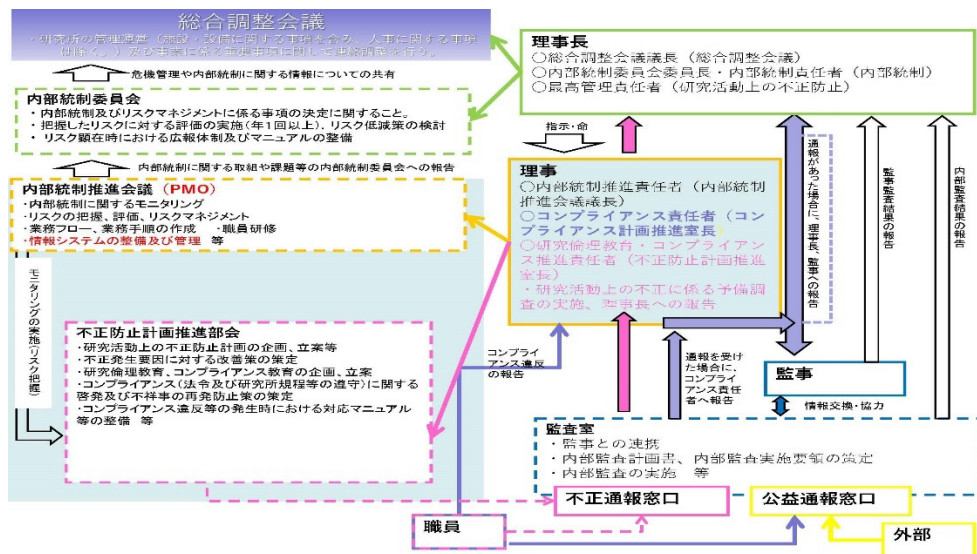 総合調整会議
・研究所の管理運営（施設・設備に関する事項を含み、人事に関する事項
は除く。）及び事業に係る重要事項に関して連絡調整を行う。
危機管理や内部統制に関する情報についての共有
内部統制委員会
・内部統制及びリスクマネジメントに係る事項の決定に関すること。
・把握したリスクに対する評価の実施(年1回以上)、リスク低減策の検討
リスク顕在時における広報体制及びマニュアルの整備
内部統制に関する取組や課題等の内部統制委員会への報告
内部統制推進会議（PMO）
・内部統制に関するモニタリング
・リスクの把握、評価、リスクマネジメント
・業務フロー、業務手順の作成　・職員研修
・情報システムの整備及び管理 等
モニタリングの実施(リスク把握)
不正防止計画推進部会
・研究活動上の不正防止計画の企画、立案等
・不正発生要因に対する改善策の策定
・研究倫理教育、コンプライアンス教育の企画、立案
・コンプライアンス(法令及び研究所規程等の遵守)に関する
啓発及び不祥事の再発防止策の策定
・コンプライアンス違反等の発生時における対応マニュアル
等の整備 等
理事長
○総合調整会議議長（総合調整会議）
○内部統制委員会委員長・内部統制責任者（内部統制）
○最高管理責任者（研究活動上の不正防止）
指示・命
理事
○内部統制推進責任者（内部統制
推進会議議長）
○コンプライアンス責任者（コン
プライアンス計画推進室長）
○研究倫理教育・コンプライアン
ス推進責任者（不正防止計画推進
室長）
・研究活動上の不正に係る予備調
査の実施、理事長への報告
通報があった場合に、理事長、監事への報告
監事監査結果の報告
内部監査結果の報告
コンプライ
アンス違反
の報告
通報を受け
た場合に、コ
ンプライア
ンス責任
者へ報告
監事
情報交換・協力
監査室
・監事との連携
・内部監査計画書、内部監査実施要領の策定
・内部監査の実施 等
不正通報窓口
公益通報窓口
職員
外部